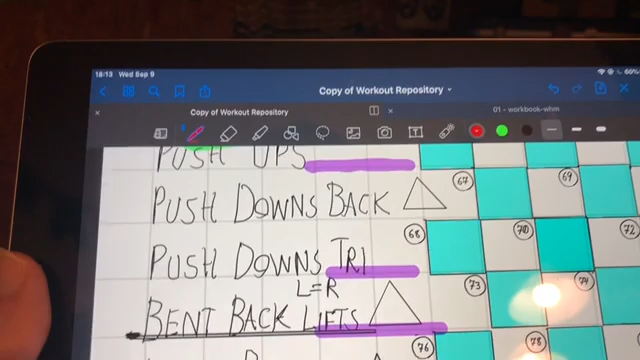 18:13 Wed Sep 9
60%
Copy of Workout Repository
Copy of Workout Repository
01 - workbook-whm
PUSH UPS
PUSH DOWNS BACK
67
69
68
70
72
PUSH DOWNS TRI
L=R
73
74
BENT BACK LIFTS
76
78